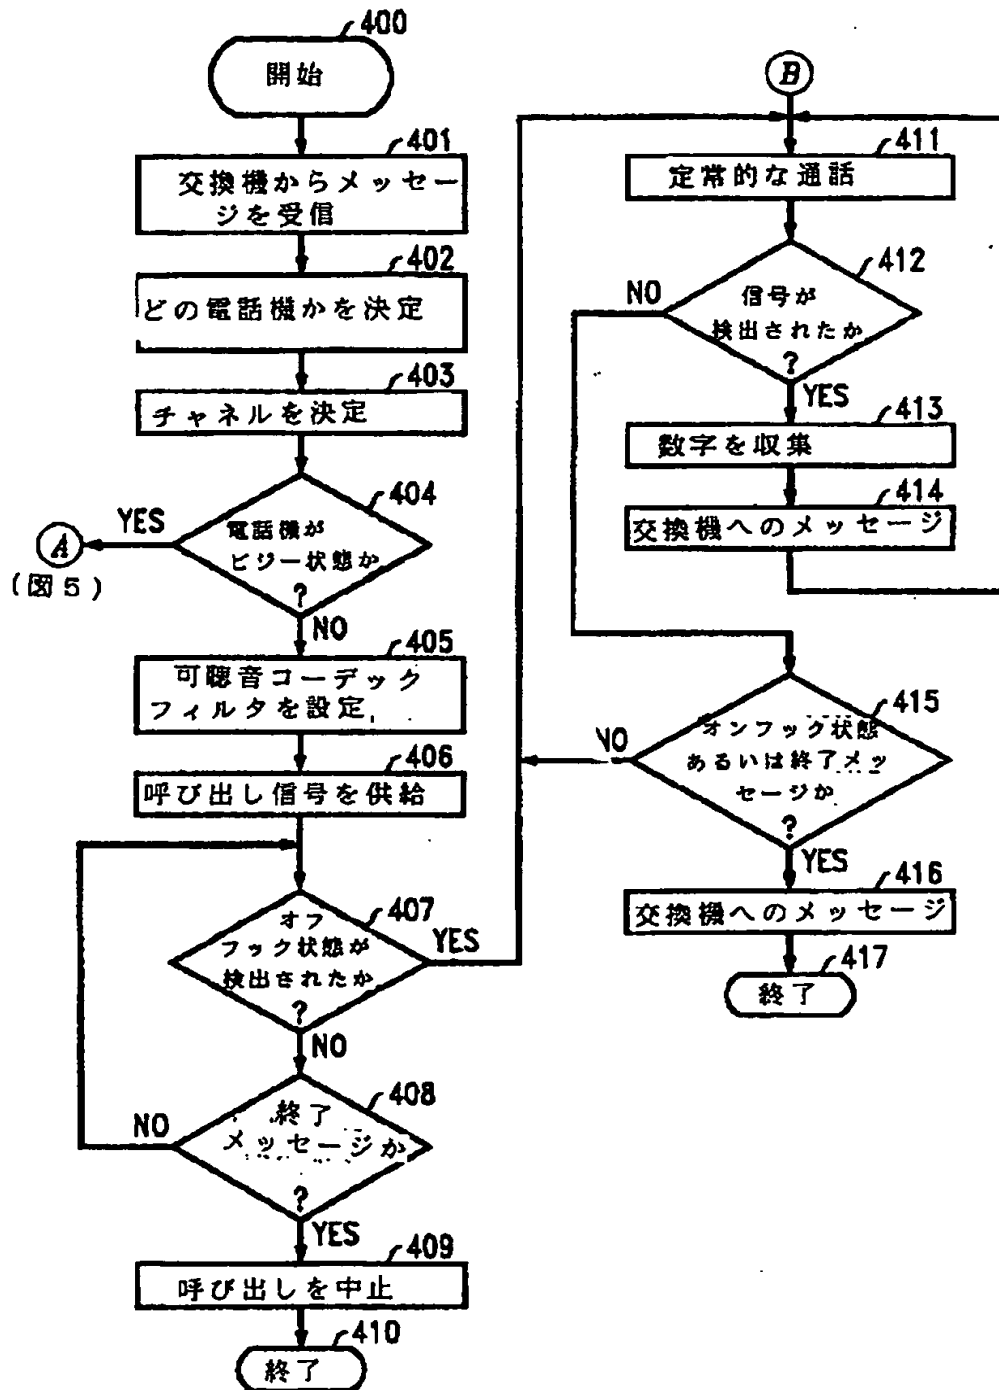 400
開始
401
交換機からメッセー
ジを受信
402
どの電話機かを決定
403
チャネルを決定
404
YES
電話機が
ビジー状態か
?
A
(図5)
NO
405
可聴音コーデック
フィルタを設定
406
呼び出し信号を供給
407
オフ
フック状態が
検出されたか
?
YES
NO
408
終了
メッセージか
?
NO
YES
409
呼び出しを中止
410
終了
B
411
定常的な通話
412
NO
信号が
検出されたか
?
YES
413
数字を収集
414
交換機へのメッセージ
415
NO
オンフック状態
あるいは終了メッ
セージか
?
YES
416
交換機へのメッセージ
417
終了